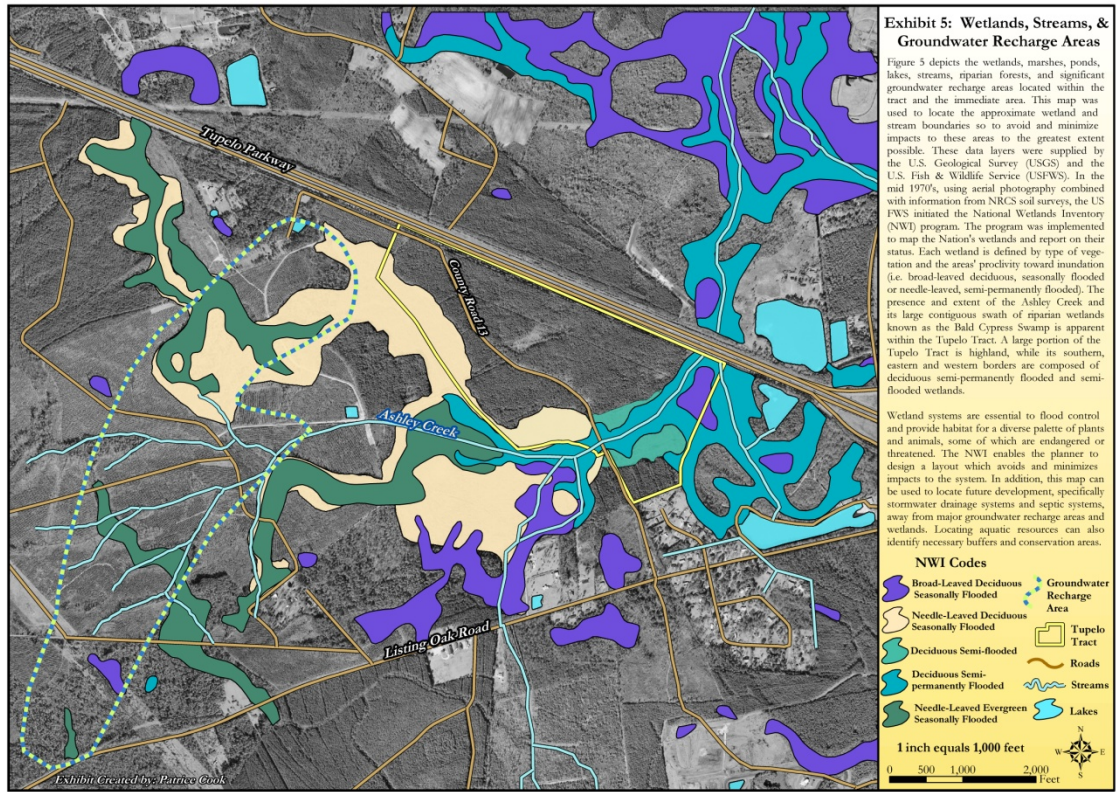 Exhibit 5: Wetlands, Streams, &
Groundwater Recharge Areas
Figure 5 depicts the wetlands, marshes, ponds,
lakes, streams, riparian forests, and significant
groundwater recharge areas located within the
tract and the immediate area. This map was
used to locate the approximate wetland and
stream boundaries so to avoid and minimize
impacts to these areas to the greatest extent
possible. These data layers were supplied by
the U.S. Geological Survey (USGS) and the
U.S. Fish & Wildlife Service (USFWS). In the
mid 1970's, using aerial photography combined
with information from NRCS soil surveys, the US
FWS initiated the National Wetlands Inventory
(NWI) program. The program was implemented
to map the Nation's wetlands and report on their
status. Each wetland is defined by type of vege-
tation and the areas' proclivity toward inundation
(i.e. broad-leaved deciduous, seasonally flooded
or needle-leaved, semi-permanently flooded). The
presence and extent of the Ashley Creek and
its large contiguous swath of riparian wetlands
known as the Bald Cypress Swamp is apparent
within the Tupelo Tract. A large portion of the
Tupelo Tract is highland, while its southern,
eastern and western borders are composed of
deciduous semi-permanently flooded and semi-
flooded wetlands.
Wetland systems are essential to flood control
and provide habitat for a diverse palette of plants
and animals, some of which are endangered or
threatened. The NWI enables the planner to
design a layout which avoids and minimizes
impacts to the system. In addition, this map can
be used to locate future development, specifically
stormwater drainage systems and septic systems,
away from major groundwater recharge areas and
wetlands. Locating aquatic resources can also
identify necessary buffers and conservation areas.
NWI Codes
Broad-Leaved Deciduous
Seasonally Flooded
Needle-Leaved Deciduous
Seasonally Flooded
Deciduous Semi-flooded
Deciduous Semi-
permanently Flooded
Needle-Leaved Evergreen
Seasonally Flooded
Groundwater
Recharge
Area
Tupelo
Tract
Roads
Streams
Lakes
1 inch equals 1,000 feet
N
W E
S
0 500 1,000 2,000
Feet
Tupelo Parkway
County Road 13
Ashley Creek
Listing Oak Road
Exhibit Created by: Patrice Cook